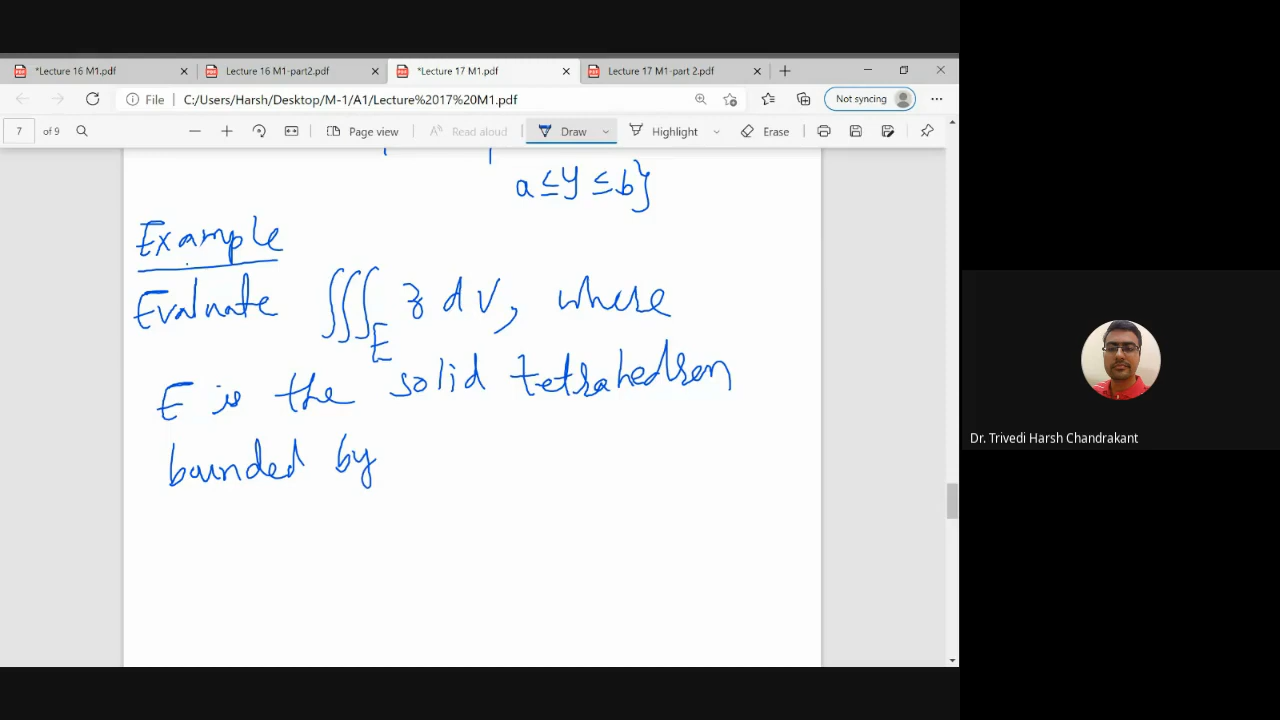 *Lecture 16 M1.pdf
Lecture 16 M1-part2.pdf
*Lecture 17 M1.pdf
Lecture 17 M1-part 2.pdf
File C:/Users/Harsh/Desktop/M-1/A1/Lecture%2017%20M1.pdf
Not syncing
7 of 9
Page view
Read aloud
Draw
Highlight
Erase
a ≤ y ≤ b}
Example
Evaluate ∭_E z dV, where
E is the solid tetrahedron
bounded by
Dr. Trivedi Harsh Chandrakant